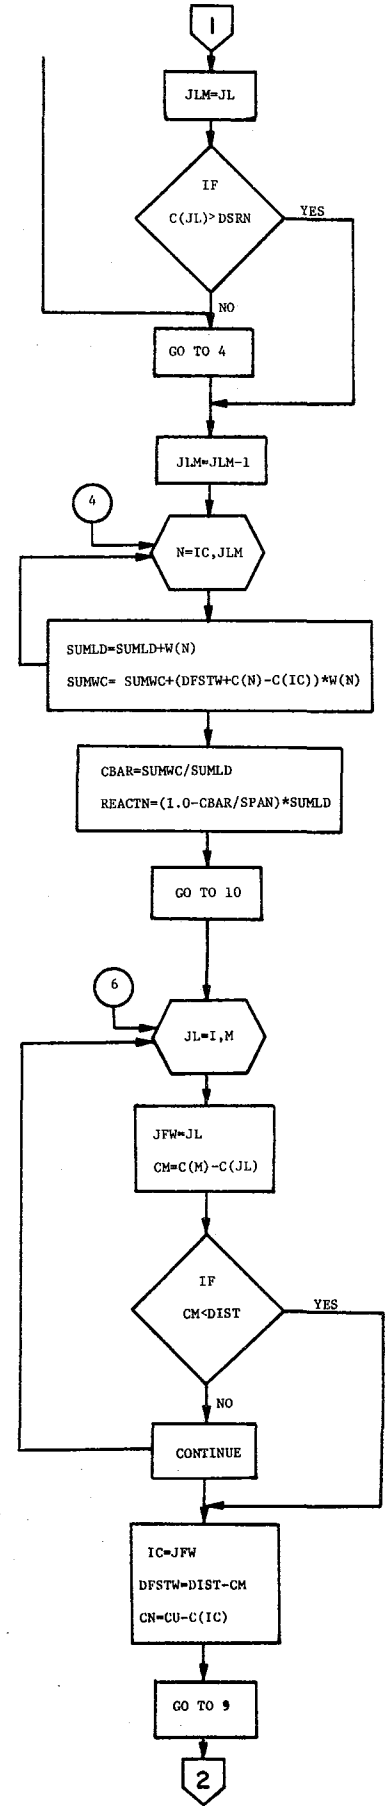 1
JLM=JL
IF
C(JL)>DSRN
YES
NO
GO TO 4
JLM=JLM-1
4
N=IC,JLM
SUMLD=SUMLD+W(N)
SUMWC= SUMWC+(DFSTW+C(N)-C(IC))*W(N)
CBAR=SUMWC/SUMLD
REACTN=(1.0-CBAR/SPAN)*SUMLD
GO TO 10
6
JL=I,M
JFW=JL
CM=C(M)-C(JL)
IF
CM<DIST
YES
NO
CONTINUE
IC=JFW
DFSTW=DIST-CM
CN=CU-C(IC)
GO TO 9
2